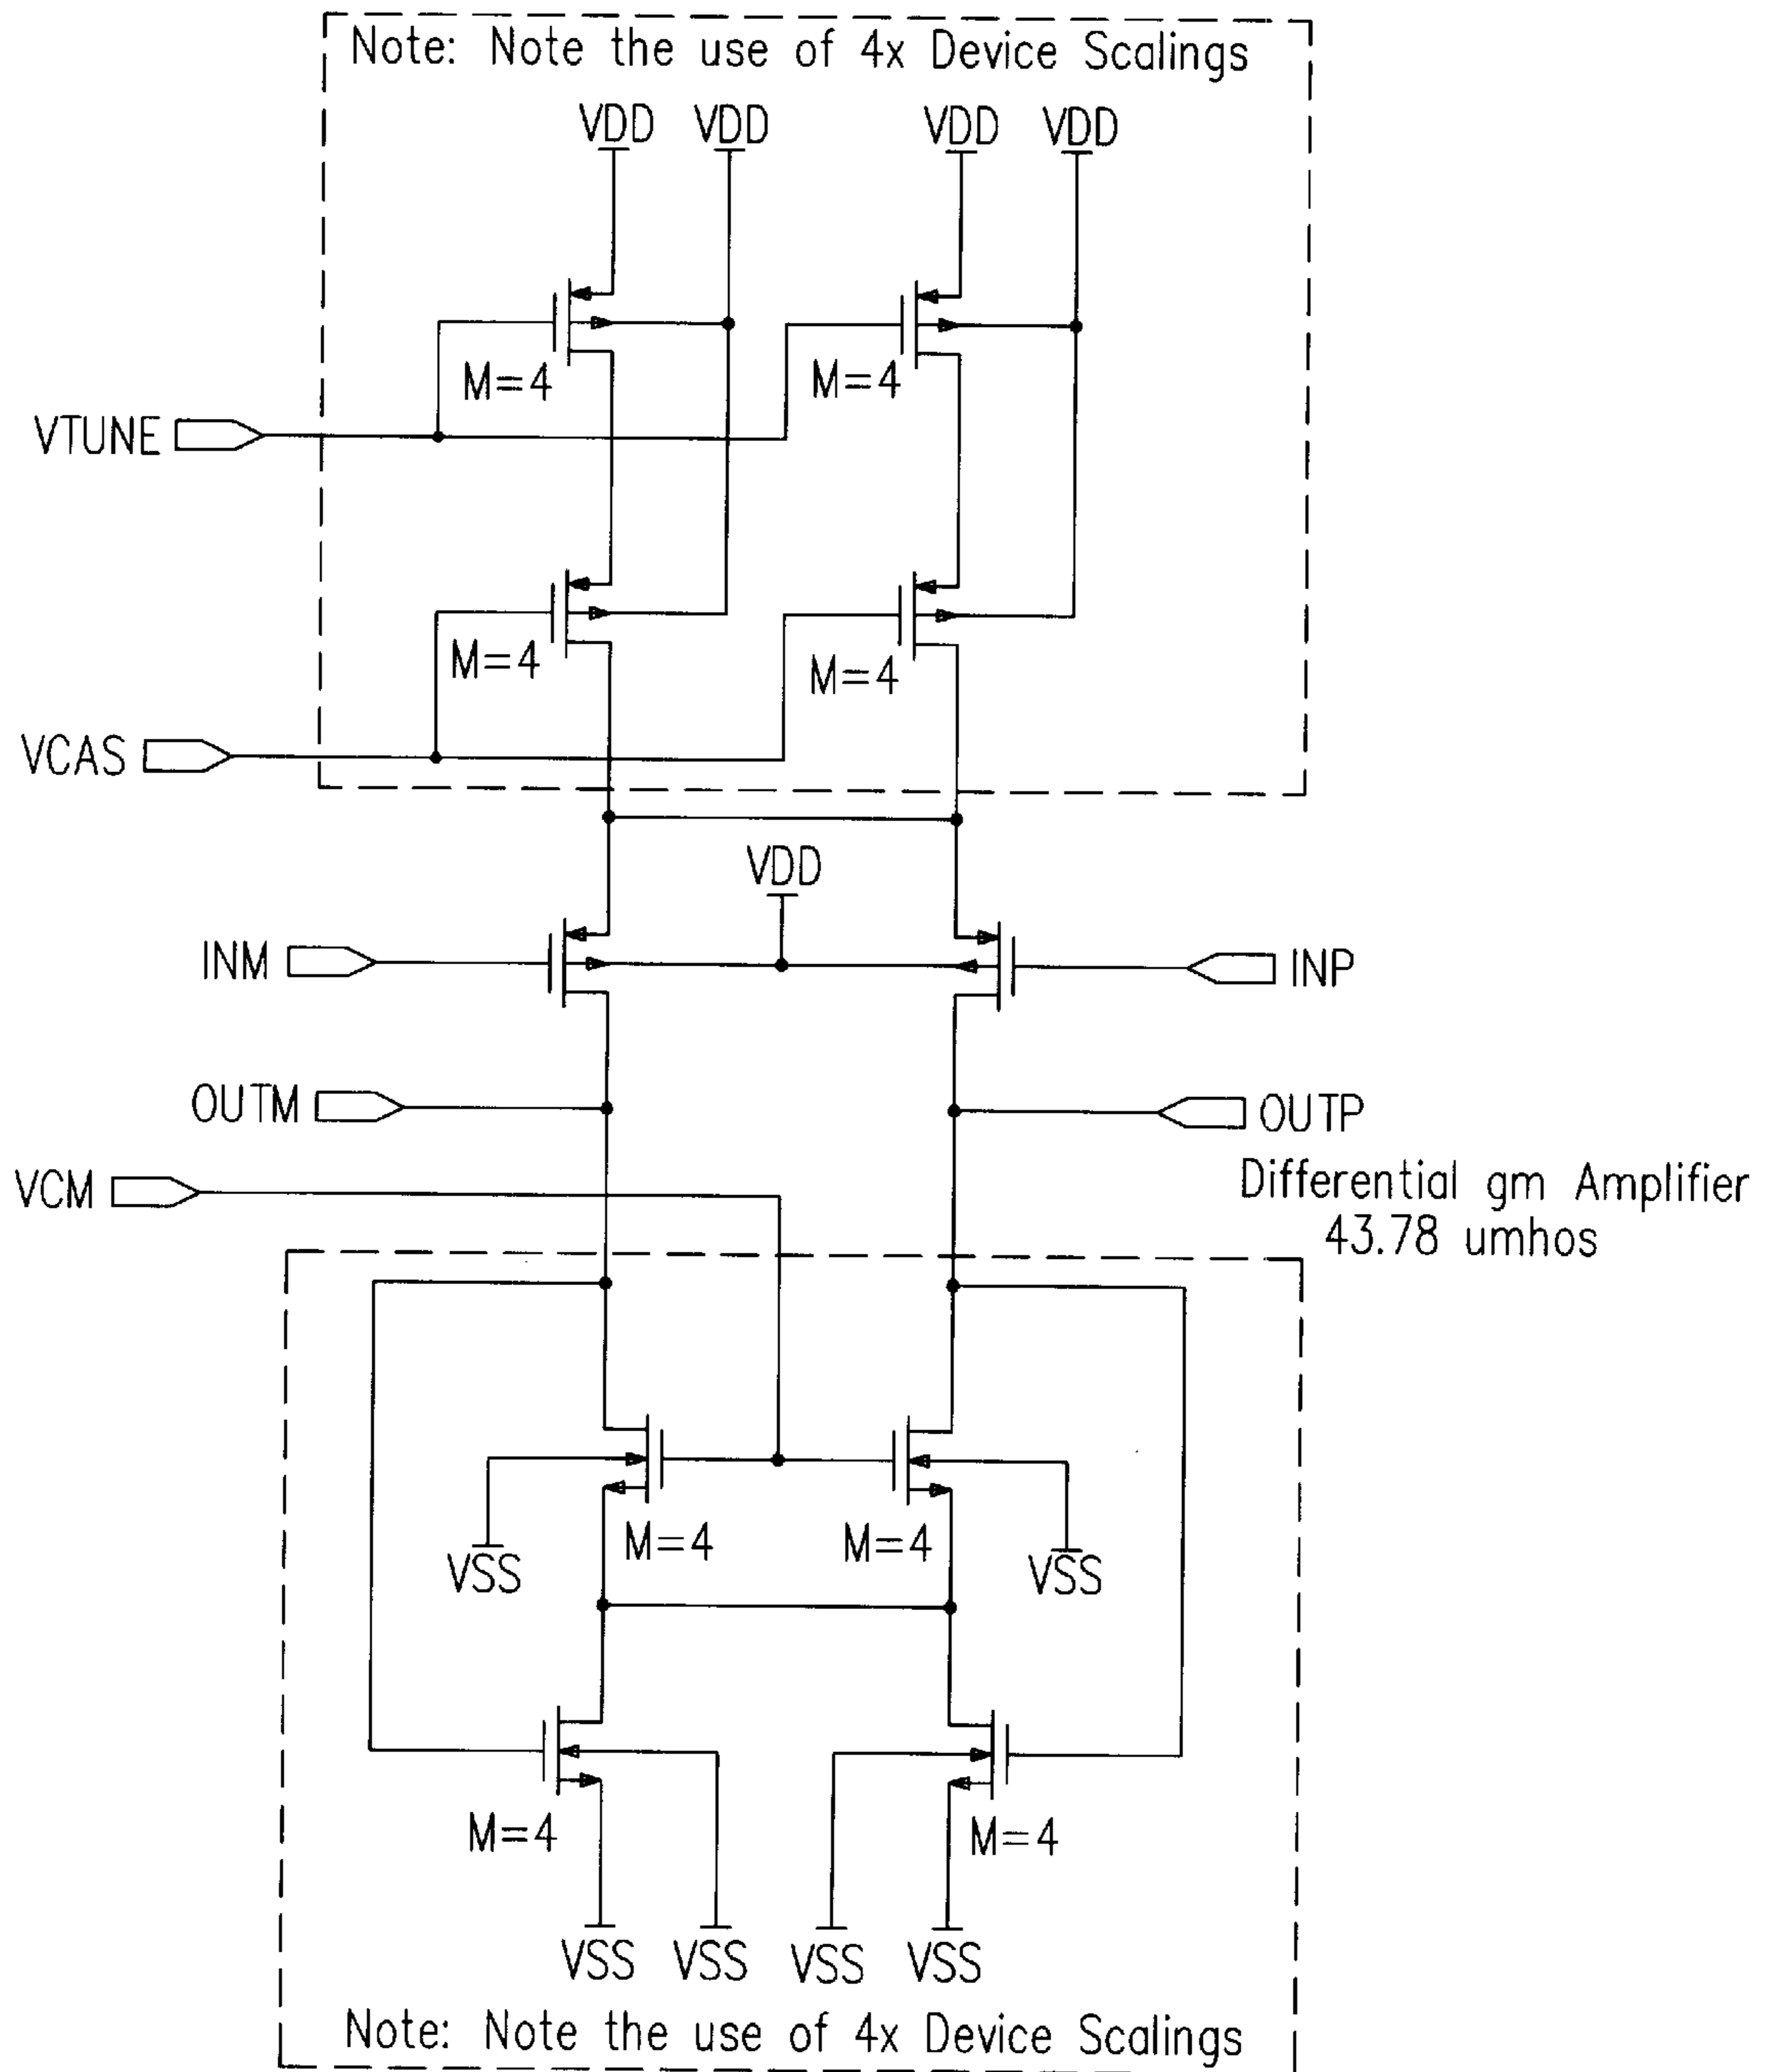 Note: Note the use of 4x Device Scalings
VDD VDD VDD VDD
M=4 M=4
VTUNE
M=4 M=4
VCAS
VDD
INM INP
OUTM OUTP
VCM
Differential gm Amplifier
43.78 umhos
M=4 M=4
VSS VSS
M=4 M=4
VSS VSS VSS VSS
Note: Note the use of 4x Device Scalings